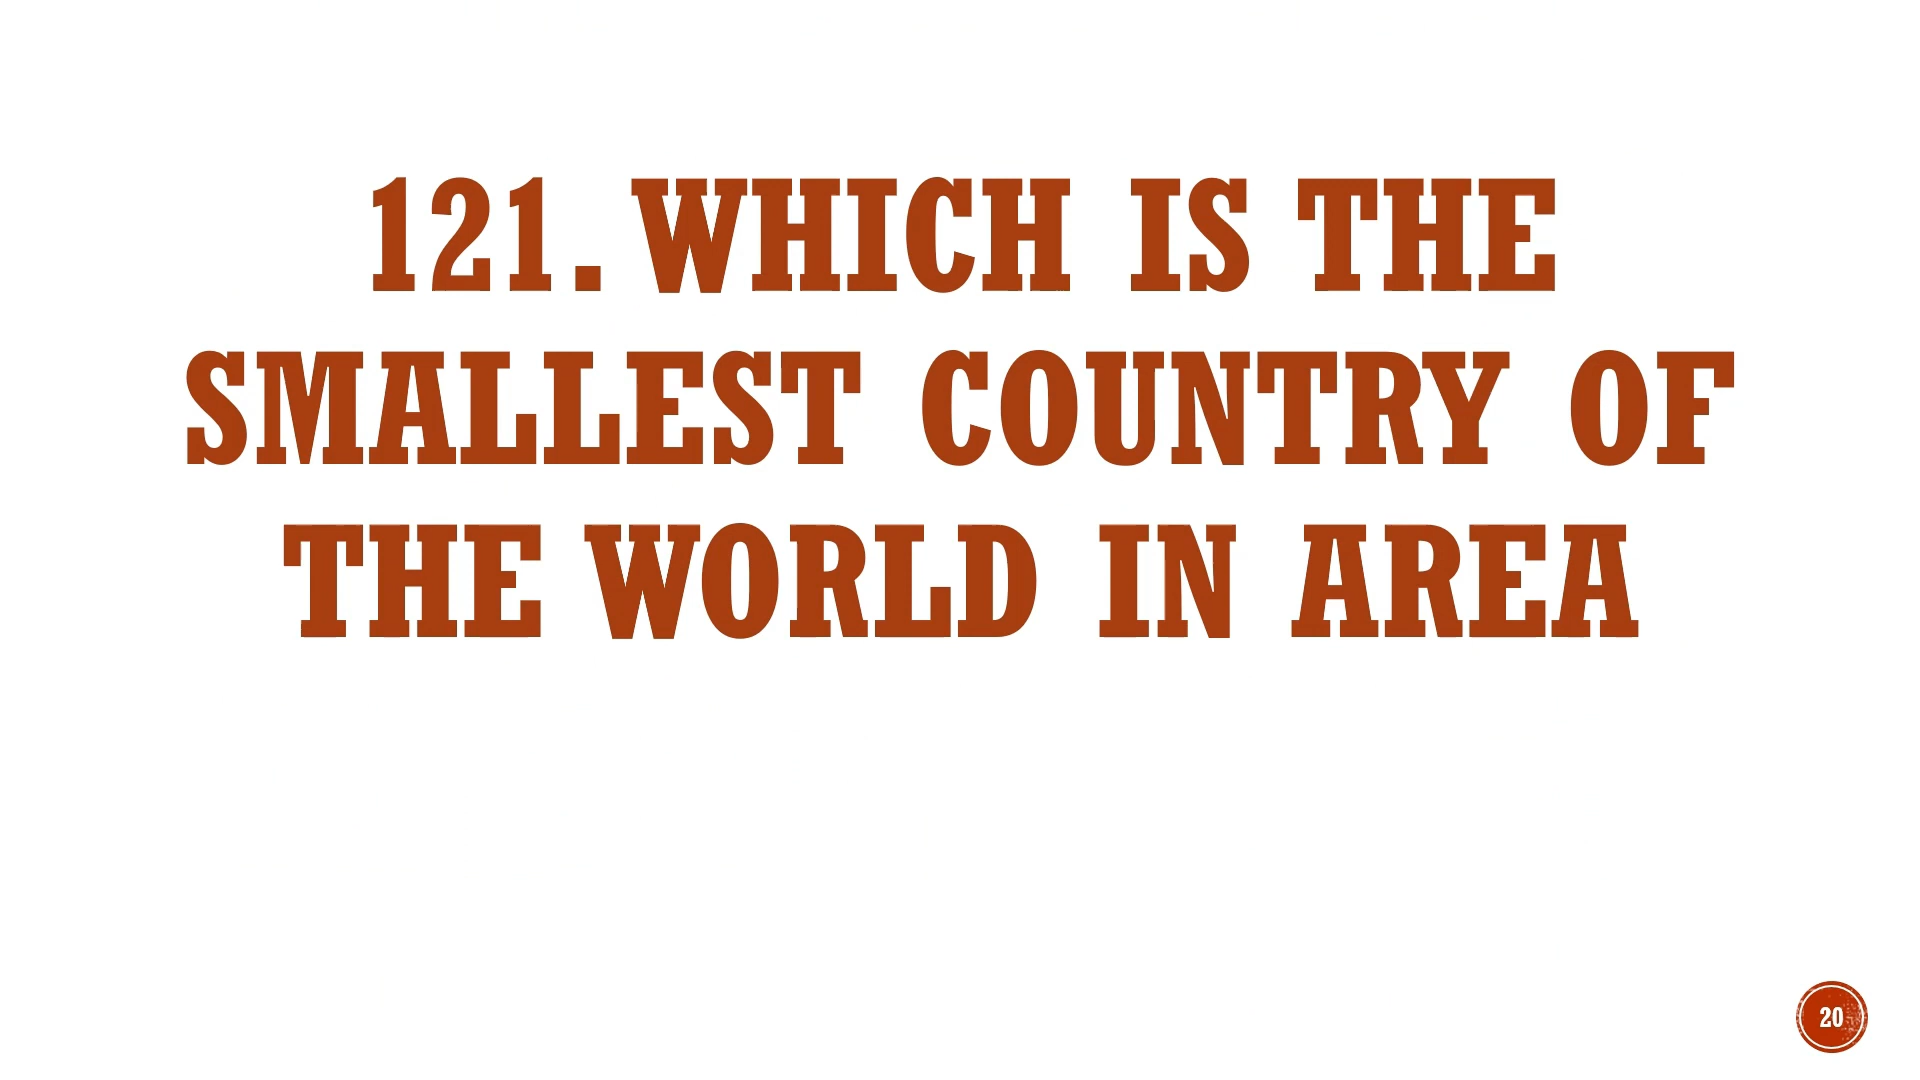 121. WHICH IS THE
SMALLEST COUNTRY OF
THE WORLD IN AREA
20